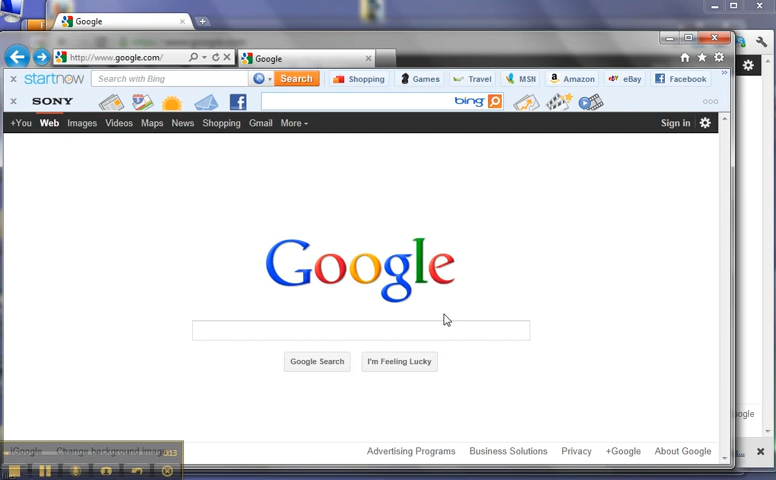 Google
http://www.google.com/
Google
startnow
Search with Bing
Search
Shopping
Games
Travel
MSN
Amazon
eBay
Facebook
SONY
bing
+You Web Images Videos Maps News Shopping Gmail More
Sign in
Google
Google Search
I'm Feeling Lucky
iGoogle
Change background image
Advertising Programs
Business Solutions
Privacy
+Google
About Google